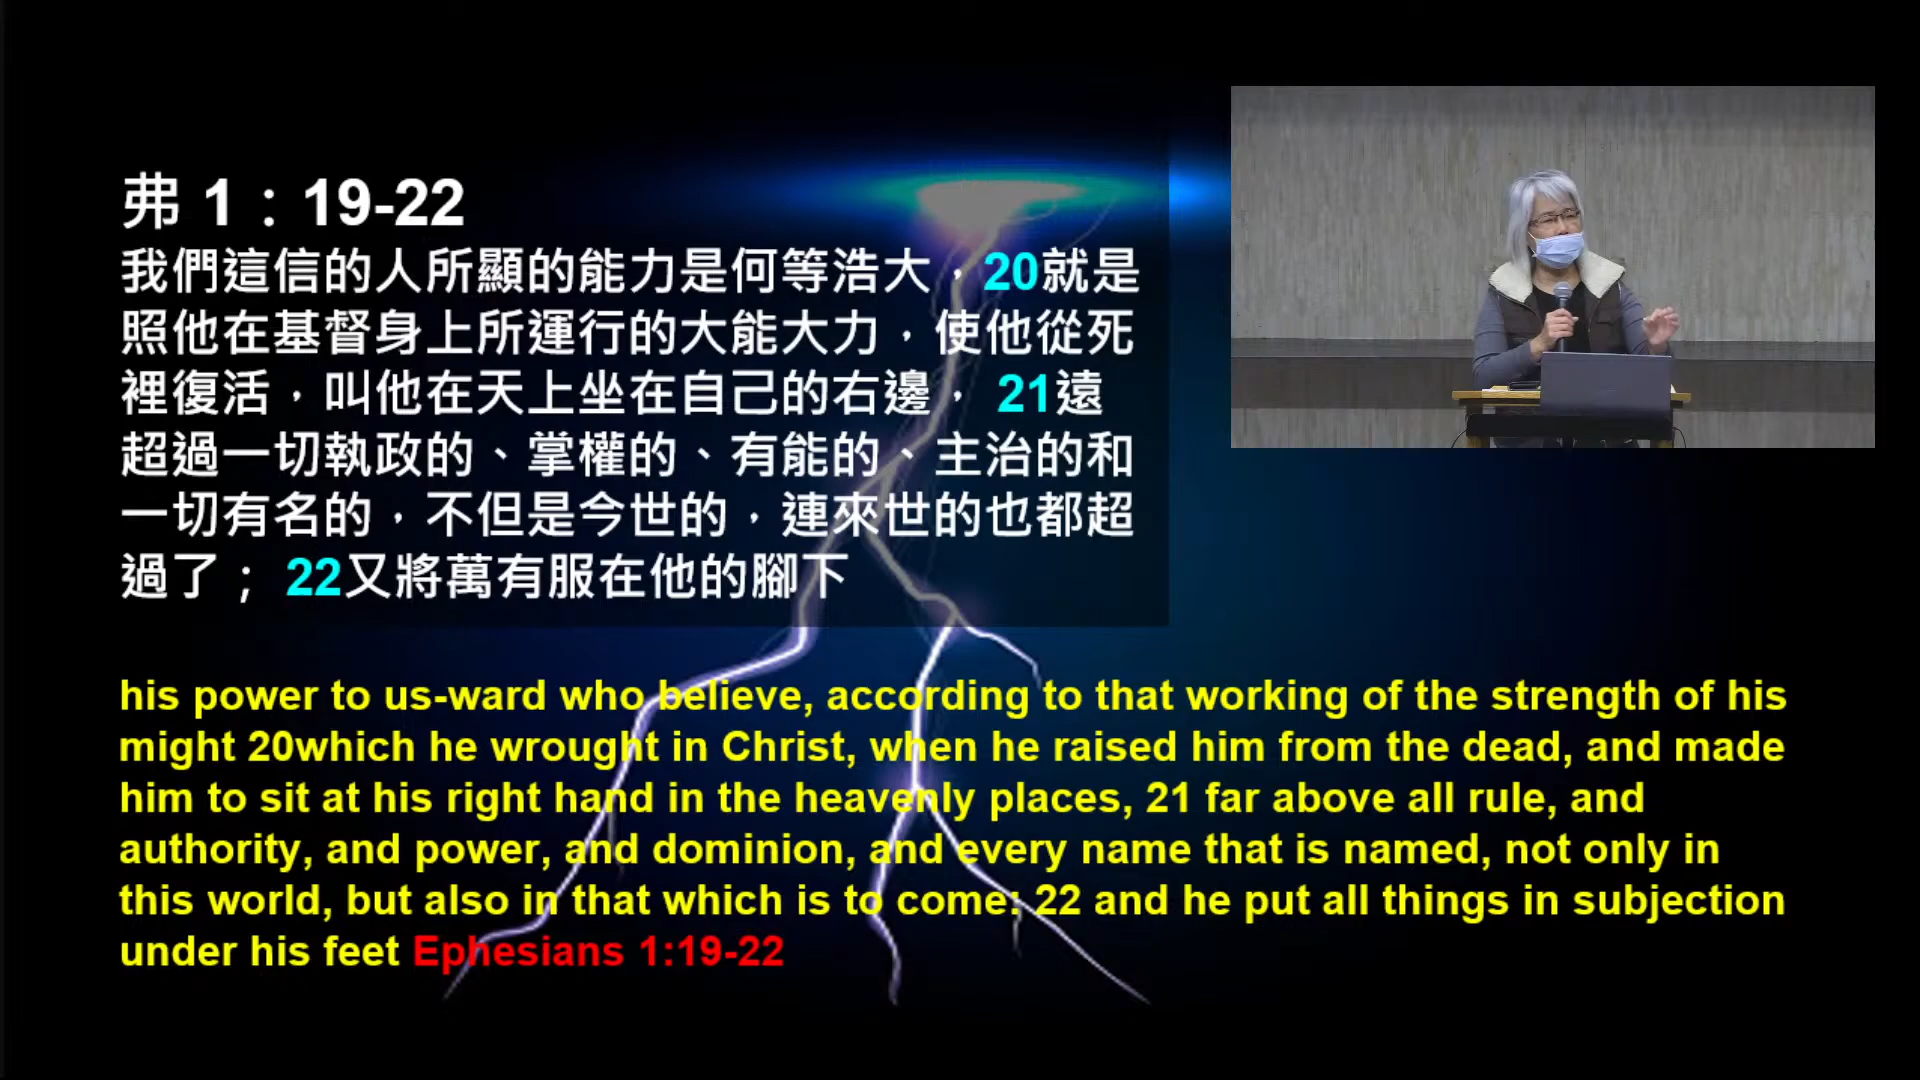 弗 1：19-22
我們這信的人所顯的能力是何等浩大，20就是
照他在基督身上所運行的大能大力，使他從死
裡復活，叫他在天上坐在自己的右邊， 21遠
超過一切執政的、掌權的、有能的、主治的和
一切有名的，不但是今世的，連來世的也都超
過了； 22又將萬有服在他的腳下
his power to us-ward who believe, according to that working of the strength of his
might 20which he wrought in Christ, when he raised him from the dead, and made
him to sit at his right hand in the heavenly places, 21 far above all rule, and
authority, and power, and dominion, and every name that is named, not only in
this world, but also in that which is to come: 22 and he put all things in subjection
under his feet Ephesians 1:19-22